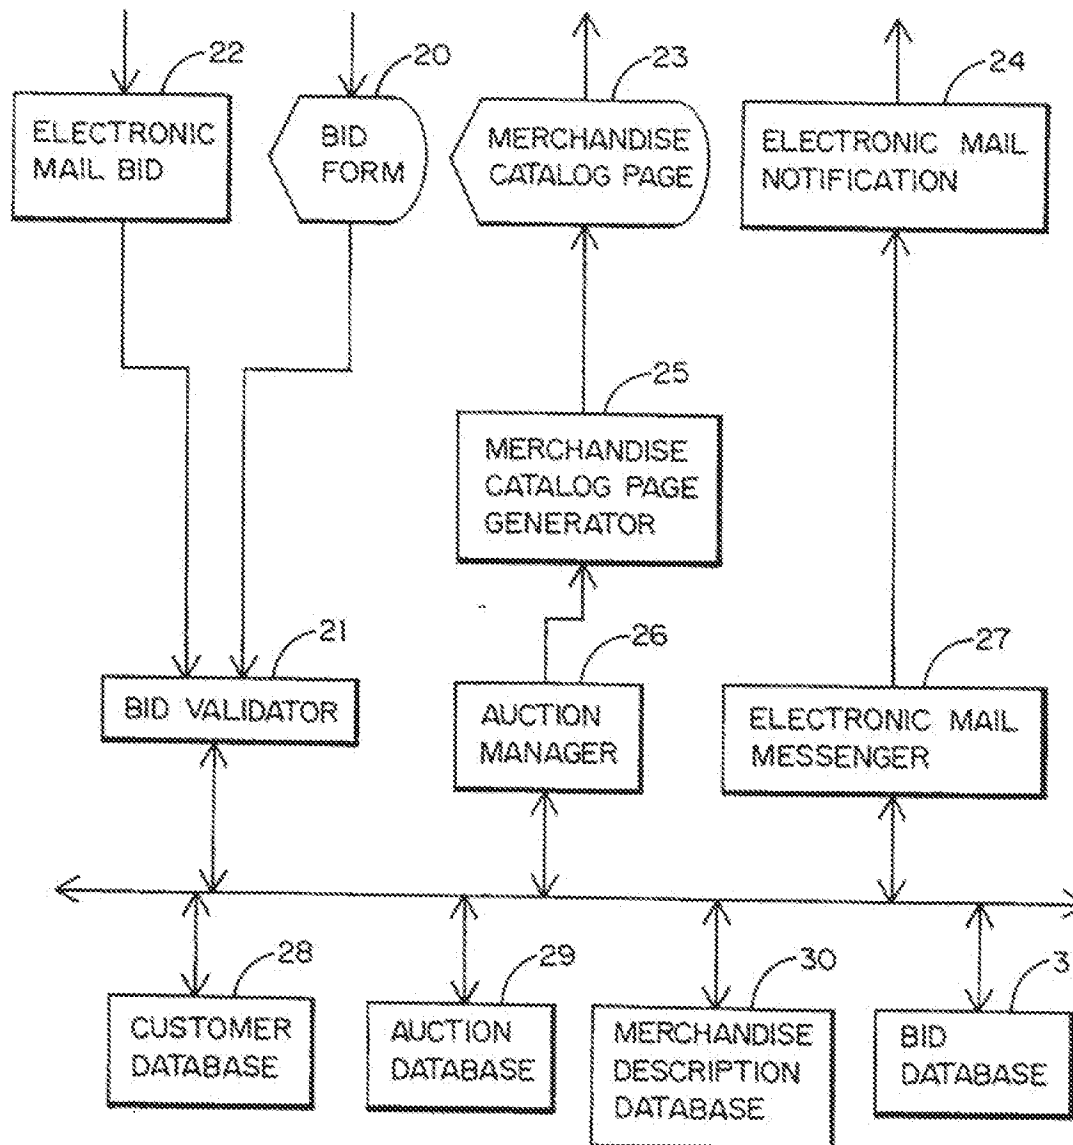 22
20
23
24
ELECTRONIC
MAIL BID
BID
FORM
MERCHANDISE
CATALOG PAGE
ELECTRONIC MAIL
NOTIFICATION
25
MERCHANDISE
CATALOG PAGE
GENERATOR
21
26
27
BID VALIDATOR
AUCTION
MANAGER
ELECTRONIC MAIL
MESSENGER
28
29
30
3
CUSTOMER
DATABASE
AUCTION
DATABASE
MERCHANDISE
DESCRIPTION
DATABASE
BID
DATABASE